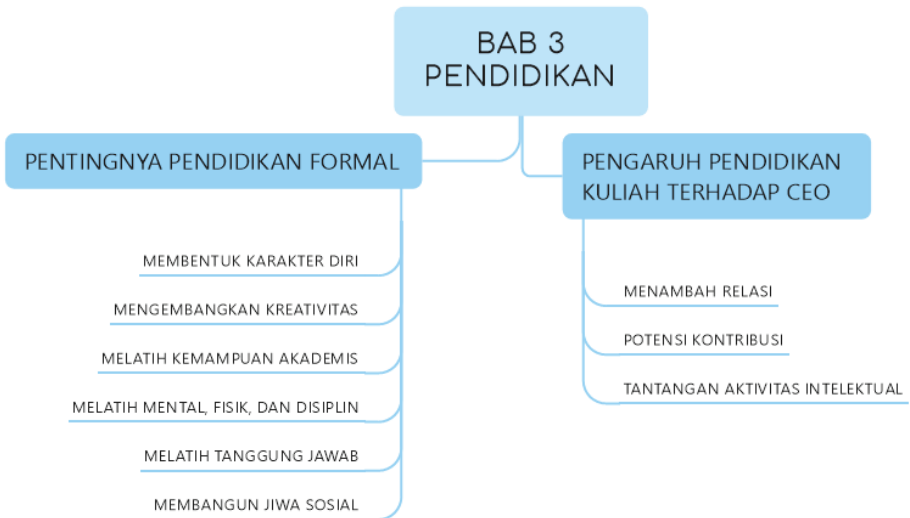 BAB 3
PENDIDIKAN
PENTINGNYA PENDIDIKAN FORMAL
MEMBENTUK KARAKTER DIRI
MENGEMBANGKAN KREATIVITAS
MELATIH KEMAMPUAN AKADEMIS
MELATIH MENTAL, FISIK, DAN DISIPLIN
MELATIH TANGGUNG JAWAB
MEMBANGUN JIWA SOSIAL
PENGARUH PENDIDIKAN
KULIAH TERHADAP CEO
MENAMBAH RELASI
POTENSI KONTRIBUSI
TANTANGAN AKTIVITAS INTELEKTUAL